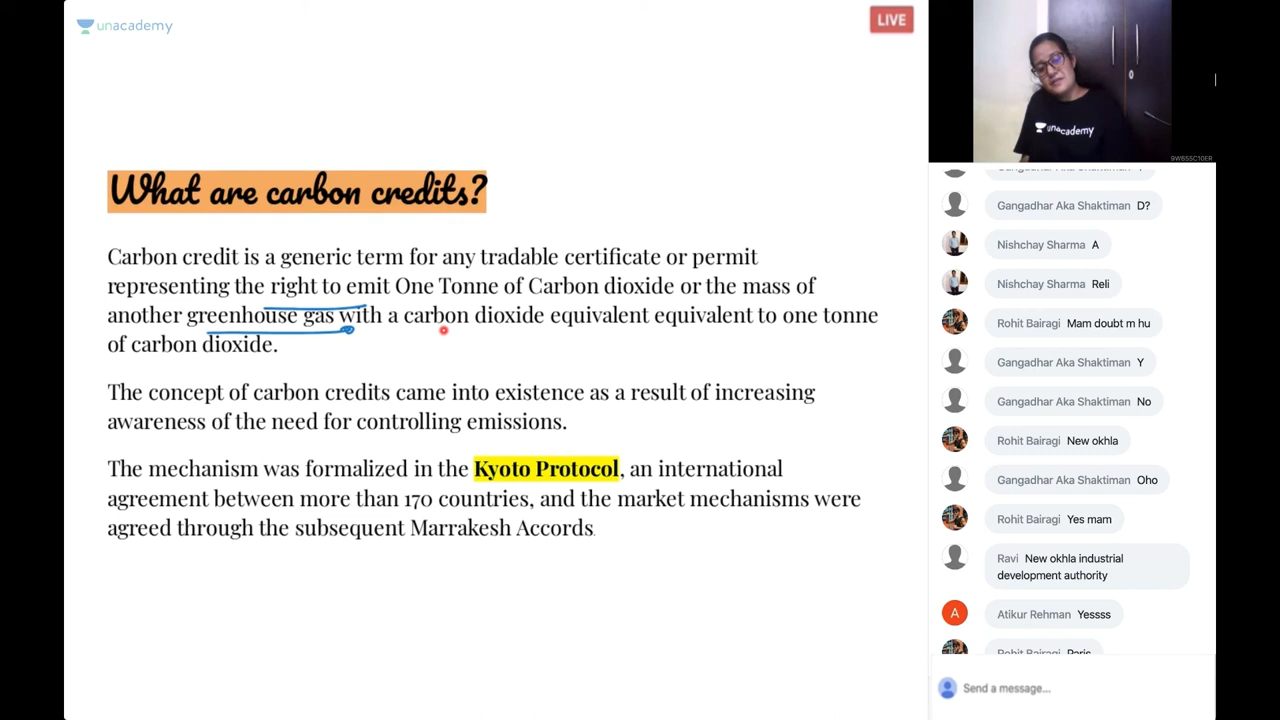 unacademy
LIVE
What are carbon credits?
Carbon credit is a generic term for any tradable certificate or permit
representing the right to emit One Tonne of Carbon dioxide or the mass of
another greenhouse gas with a carbon dioxide equivalent equivalent to one tonne
of carbon dioxide.
The concept of carbon credits came into existence as a result of increasing
awareness of the need for controlling emissions.
The mechanism was formalized in the Kyoto Protocol, an international
agreement between more than 170 countries, and the market mechanisms were
agreed through the subsequent Marrakesh Accords.
unacademy
9WB55C10ER
Gangadhar Aka Shaktiman D?
Nishchay Sharma A
Nishchay Sharma Reli
Rohit Bairagi Mam doubt m hu
Gangadhar Aka Shaktiman Y
Gangadhar Aka Shaktiman No
Rohit Bairagi New okhla
Gangadhar Aka Shaktiman Oho
Rohit Bairagi Yes mam
Ravi New okhla industrial
development authority
A
Atikur Rehman Yessss
Rohit Bairagi Paris
Send a message...